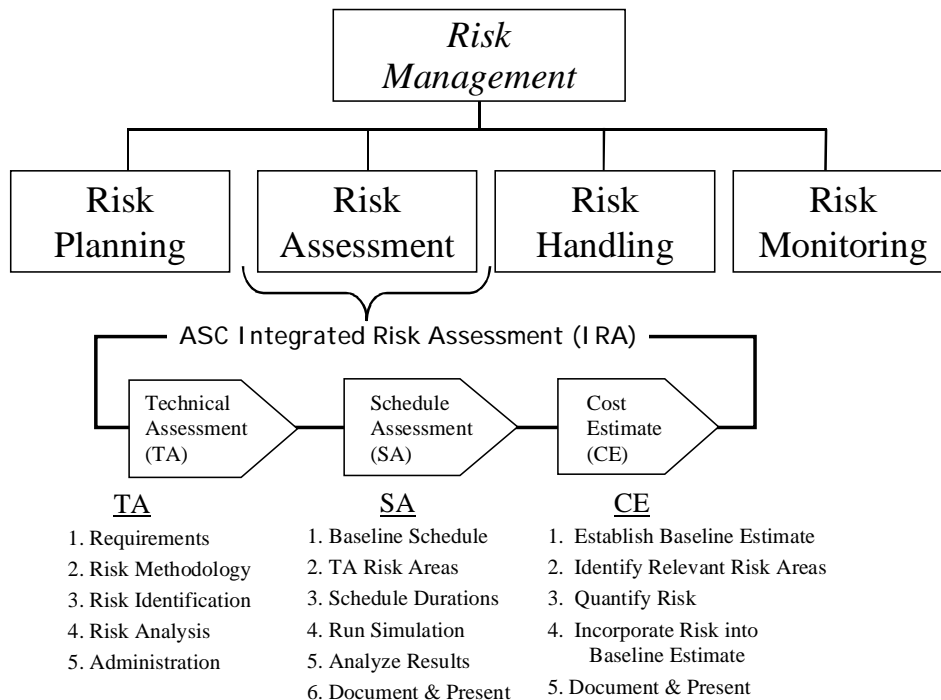 Risk
Management
Risk
Planning
Risk
Assessment
Risk
Handling
Risk
Monitoring
ASC Integrated Risk Assessment (IRA)
Technical
Assessment
(TA)
Schedule
Assessment
(SA)
Cost
Estimate
(CE)
TA
1. Requirements
2. Risk Methodology
3. Risk Identification
4. Risk Analysis
5. Administration
SA
1. Baseline Schedule
2. TA Risk Areas
3. Schedule Durations
4. Run Simulation
5. Analyze Results
6. Document & Present
CE
1. Establish Baseline Estimate
2. Identify Relevant Risk Areas
3. Quantify Risk
4. Incorporate Risk into
Baseline Estimate
5. Document & Present